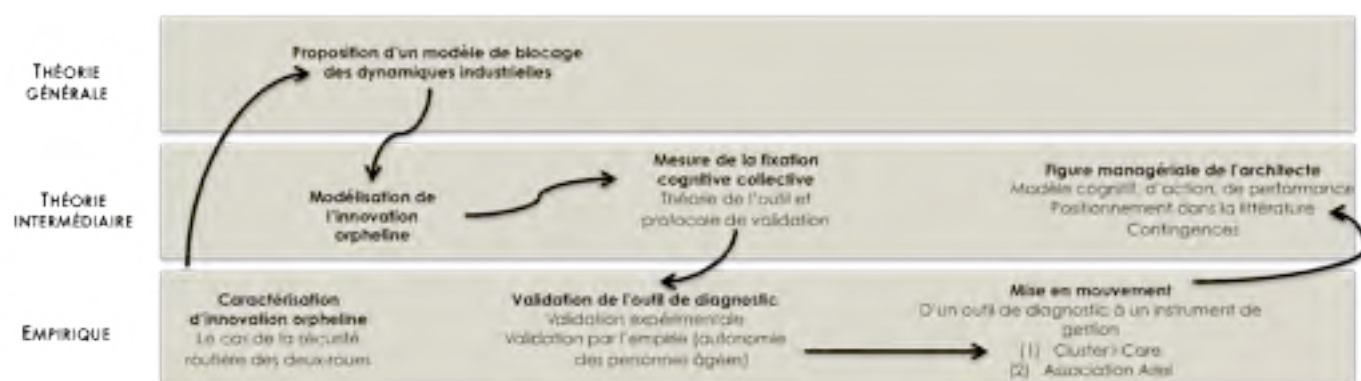 THÉORIE
GÉNÉRALE
Proposition d'un modèle de blocage
des dynamiques industrielles
THÉORIE
INTERMÉDIAIRE
Modélisation de
l'innovation
orpheline
Mesure de la fixation
cognitive collective
Théorie de l'outil et
protocole de validation
Figure managériale de l'architecte
Modèle cognitif, d'action, de performance
Positionnement dans la littérature
Contingences
EMPIRIQUE
Caractérisation
d'innovation orpheline
Le cas de la sécurité
routière des deux-roues
Validation de l'outil de diagnostic
Validation expérimentale
Validation par l'empirie (autonomie
des personnes âgées)
Mise en mouvement
D'un outil de diagnostic à un instrument de
gestion
(1) Cluster I-Care
(2) Association